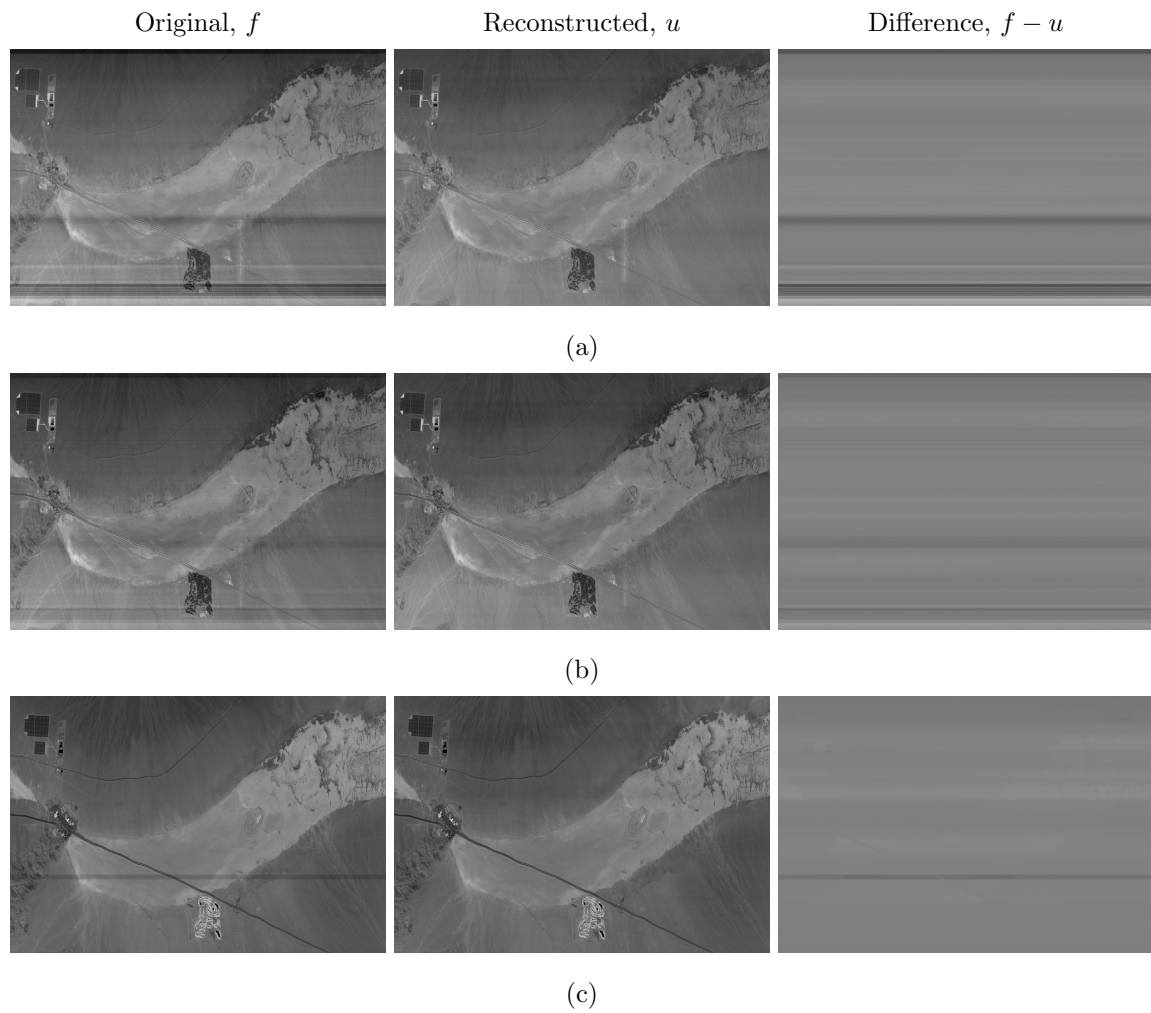 Original, f Reconstructed, u Difference, f − u
(a)
(b)
(c)